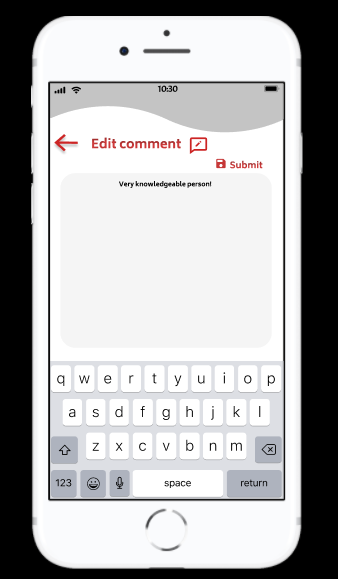 10:30
Edit comment
Submit
Very knowledgeable person!
q w e r t y u i o p
a s d f g h j k l
z x c v b n m
123 space return